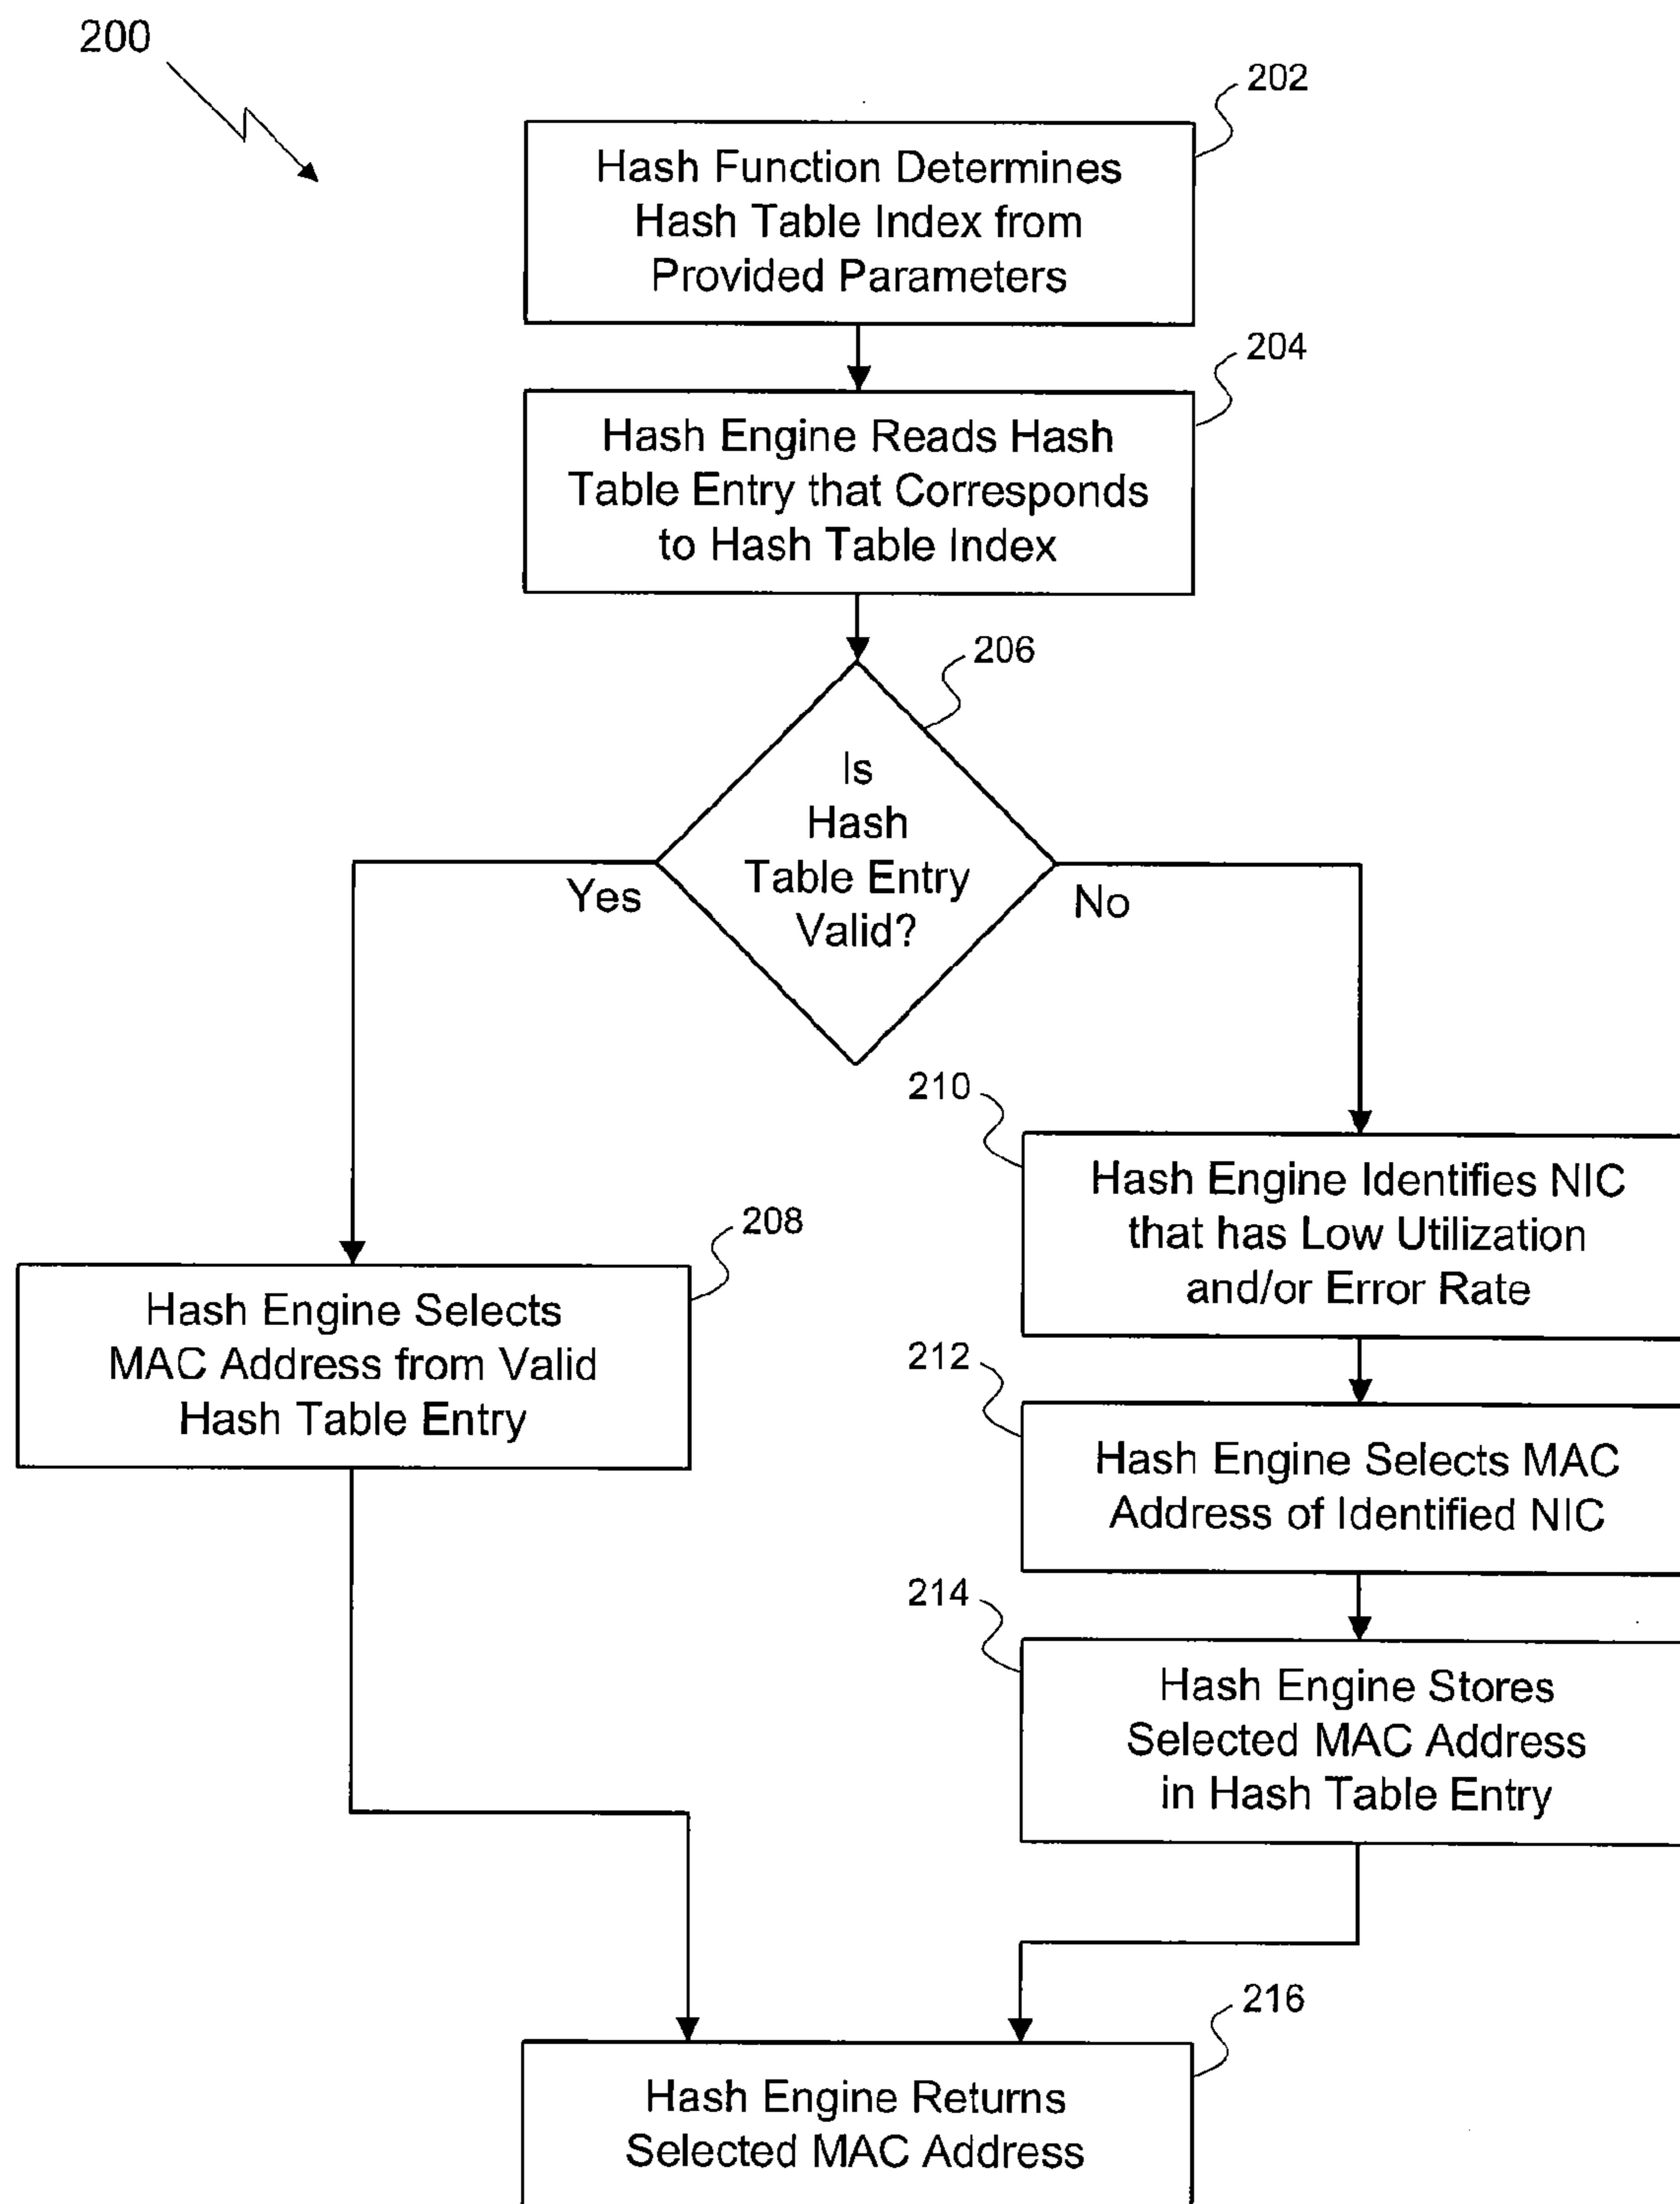 200
202
Hash Function Determines
Hash Table Index from
Provided Parameters
204
Hash Engine Reads Hash
Table Entry that Corresponds
to Hash Table Index
206
Is
Hash
Table Entry
Valid?
Yes
No
208
Hash Engine Selects
MAC Address from Valid
Hash Table Entry
210
Hash Engine Identifies NIC
that has Low Utilization
and/or Error Rate
212
Hash Engine Selects MAC
Address of Identified NIC
214
Hash Engine Stores
Selected MAC Address
in Hash Table Entry
216
Hash Engine Returns
Selected MAC Address